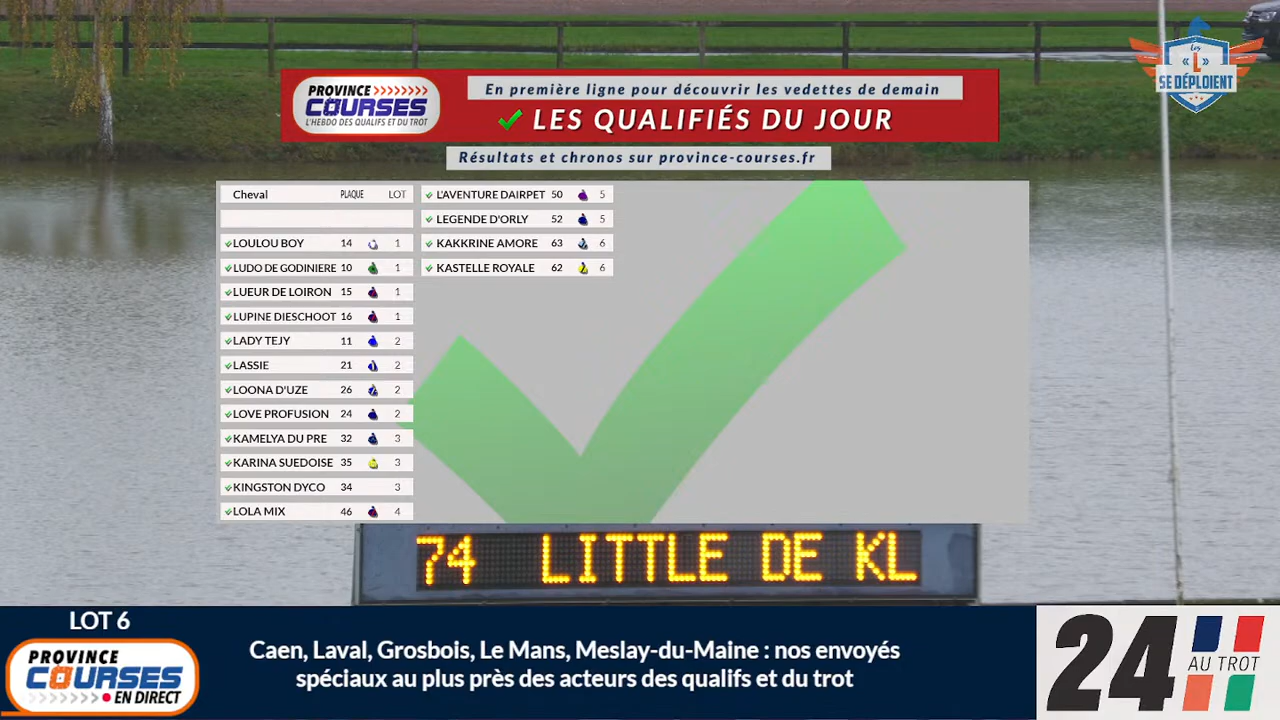 les
« L »
SE DÉPLOIENT
PROVINCE
COURSES
L'HEBDO DES QUALIFS ET DU TROT
En première ligne pour découvrir les vedettes de demain
LES QUALIFIÉS DU JOUR
Résultats et chronos sur province-courses.fr
Cheval PLAQUE LOT
LOULOU BOY 14 1
LUDO DE GODINIERE 10 1
LUEUR DE LOIRON 15 1
LUPINE DIESCHOOT 16 1
LADY TEJY 11 2
LASSIE 21 2
LOONA D'UZE 26 2
LOVE PROFUSION 24 2
KAMELYA DU PRE 32 3
KARINA SUEDOISE 35 3
KINGSTON DYCO 34 3
LOLA MIX 46 4
L'AVENTURE DAIRPET 50 5
LEGENDE D'ORLY 52 5
KAKKRINE AMORE 63 6
KASTELLE ROYALE 62 6
74 LITTLE DE KL
LOT 6
PROVINCE
COURSES
EN DIRECT
Caen, Laval, Grosbois, Le Mans, Meslay-du-Maine : nos envoyés
spéciaux au plus près des acteurs des qualifs et du trot
24
AU TROT